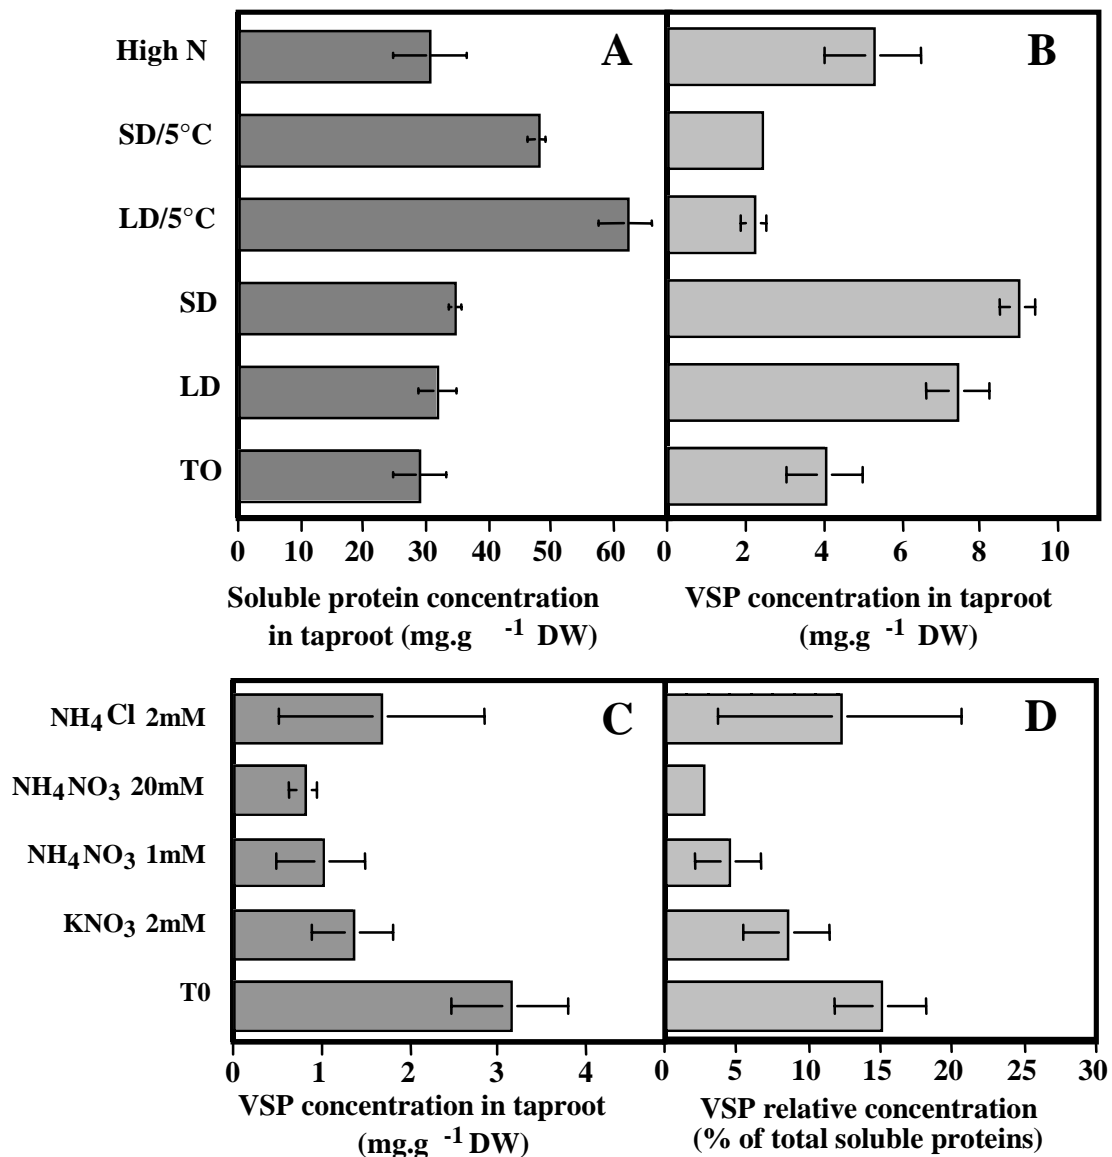 High N
SD/5°C
LD/5°C
SD
LD
TO
A
B
0 10 20 30 40 50 60
0 2 4 6 8 10
Soluble protein concentration
in taproot (mg.g -1 DW)
VSP concentration in taproot
(mg.g -1 DW)
NH4Cl 2mM
NH4NO3 20mM
NH4NO3 1mM
KNO3 2mM
T0
C
D
0 1 2 3 4
0 5 10 15 20 25 30
VSP concentration in taproot
(mg.g -1 DW)
VSP relative concentration
(% of total soluble proteins)